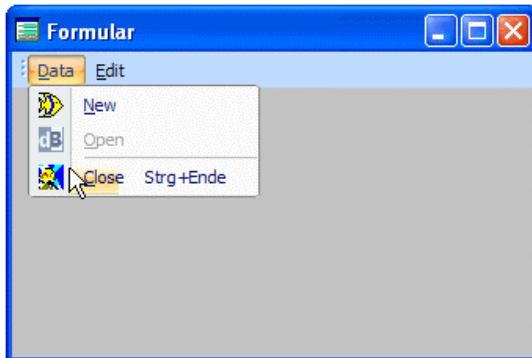 Formular
Data Edit
New
dB Open
Close Strg+Ende